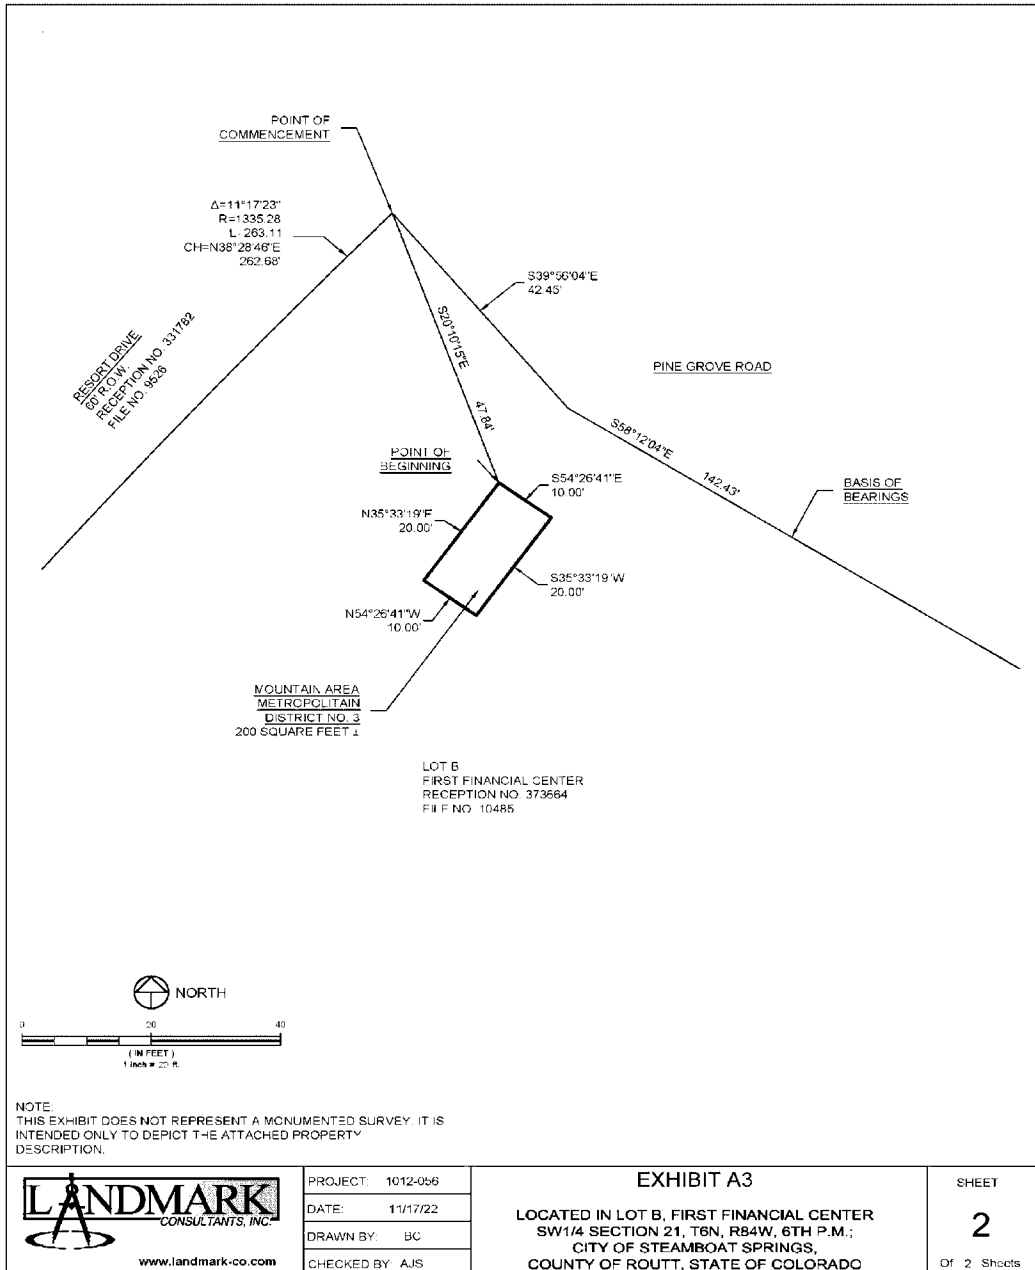 POINT OF
COMMENCEMENT
Δ=11°17'23"
R=1335.28
L=263.11
CH=N38°28'46"E
262.68'
S39°56'04"E
42.45'
RESORT DRIVE
60' R.O.W.
RECEPTION NO. 331782
FILE NO. 9526
S20°10'15"E
47.84'
PINE GROVE ROAD
S58°12'04"E
142.43'
BASIS OF
BEARINGS
POINT OF
BEGINNING
S54°26'41"E
10.00'
N35°33'19"E
20.00'
S35°33'19"W
20.00'
N54°26'41"W
10.00'
MOUNTAIN AREA
METROPOLITAIN
DISTRICT NO. 3
200 SQUARE FEET ±
LOT B
FIRST FINANCIAL CENTER
RECEPTION NO. 373664
FILE NO. 10485
NORTH
0 20 40
( IN FEET )
1 inch = 20 ft.
NOTE:
THIS EXHIBIT DOES NOT REPRESENT A MONUMENTED SURVEY. IT IS
INTENDED ONLY TO DEPICT THE ATTACHED PROPERTY
DESCRIPTION.
LANDMARK
CONSULTANTS, INC.
www.landmark-co.com
PROJECT: 1012-056
DATE: 11/17/22
DRAWN BY: BC
CHECKED BY: AJS
EXHIBIT A3
LOCATED IN LOT B, FIRST FINANCIAL CENTER
SW1/4 SECTION 21, T6N, R84W, 6TH P.M.;
CITY OF STEAMBOAT SPRINGS,
COUNTY OF ROUTT, STATE OF COLORADO
SHEET
2
Of 2 Sheets